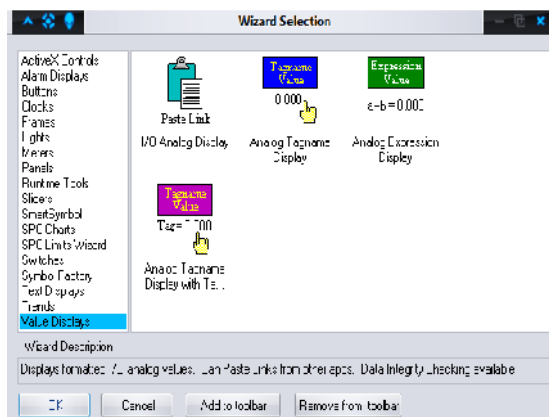 Wizard Selection
ActiveX Controls
Alarm Displays
Buttons
Clocks
Frames
Lights
Meters
Panels
Runtime Tools
Sliders
SmartSymbol
SPC Charts
SPC Limits Wizard
Switches
Symbol Factory
Text Displays
Trends
Value Displays
Paste Link
I/O Analog Display
Tagname
Value
0.000
Analog Tagname
Display
Expression
Value
a+b = 0.000
Analog Expression
Display
Tagname
Value
Tag= 0.000
Analog Tagname
Display with Te...
Wizard Description
Displays formatted I/O analog values. Can Paste Links from other apps. Data Integrity Checking available
OK
Cancel
Add to toolbar
Remove from toolbar